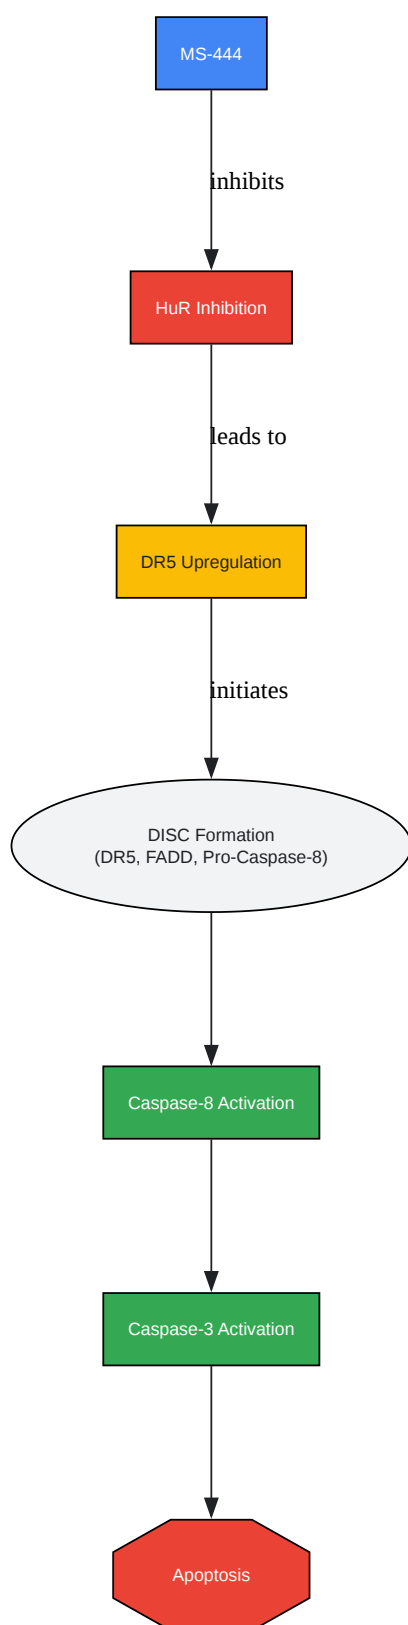 MS-444
inhibits
HuR Inhibition
leads to
DR5 Upregulation
initiates
DISC Formation
(DR5, FADD, Pro-Caspase-8)
Caspase-8 Activation
Caspase-3 Activation
Apoptosis